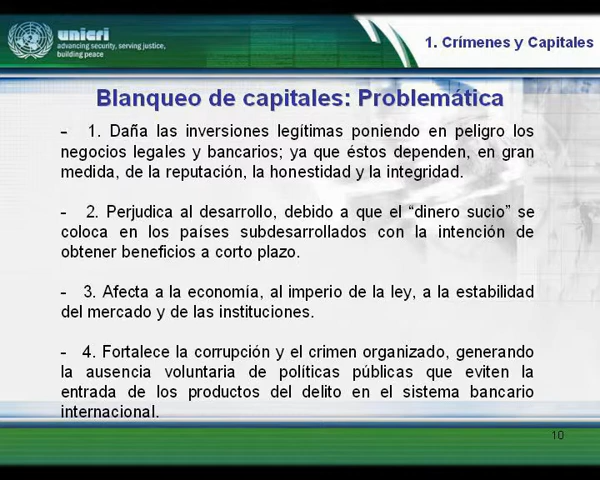 unieri
advancing security, serving justice,
building peace
1. Crímenes y Capitales
Blanqueo de capitales: Problemática
- 1. Daña las inversiones legítimas poniendo en peligro los
negocios legales y bancarios; ya que éstos dependen, en gran
medida, de la reputación, la honestidad y la integridad.
- 2. Perjudica al desarrollo, debido a que el “dinero sucio” se
coloca en los países subdesarrollados con la intención de
obtener beneficios a corto plazo.
- 3. Afecta a la economía, al imperio de la ley, a la estabilidad
del mercado y de las instituciones.
- 4. Fortalece la corrupción y el crimen organizado, generando
la ausencia voluntaria de políticas públicas que eviten la
entrada de los productos del delito en el sistema bancario
internacional.
10